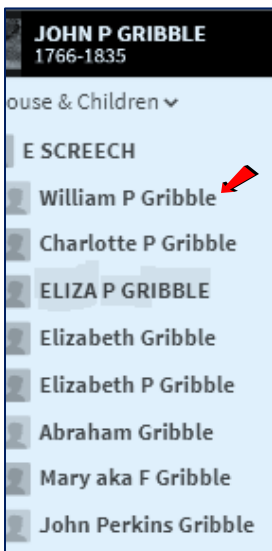 JOHN P GRIBBLE
1766-1835
ouse & Children
E SCREECH
William P Gribble
Charlotte P Gribble
ELIZA P GRIBBLE
Elizabeth Gribble
Elizabeth P Gribble
Abraham Gribble
Mary aka F Gribble
John Perkins Gribble